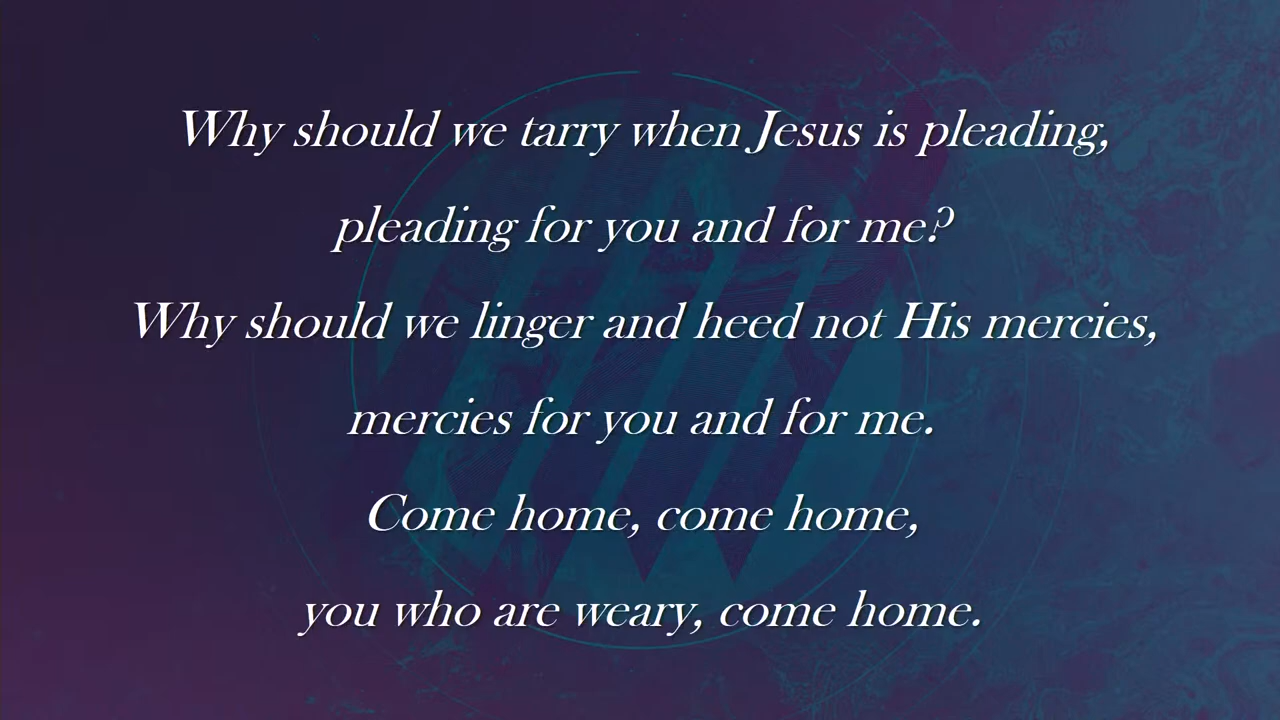 Why should we tarry when Jesus is pleading,
pleading for you and for me?
Why should we linger and heed not His mercies,
mercies for you and for me.
Come home, come home,
you who are weary, come home.